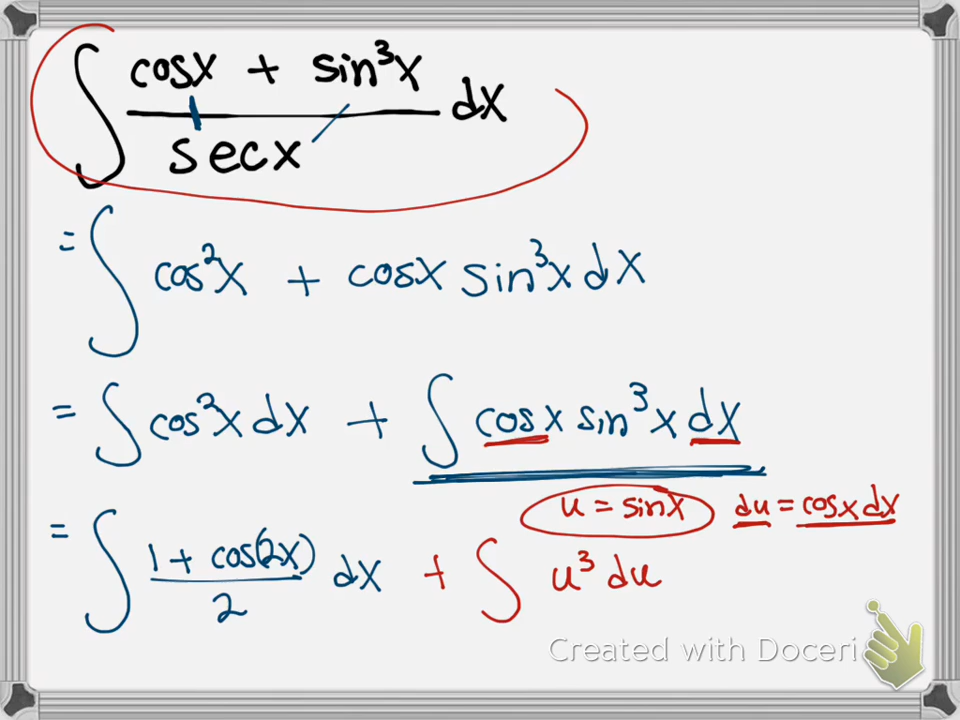 ∫ (cosx + sin³x)/(secx) dx
= ∫ cos²x + cosx sin³x dx
= ∫ cos²x dx + ∫ cosx sin³x dx
u = sinx du = cosx dx
= ∫ (1 + cos(2x))/2 dx + ∫ u³ du
Created with Doceri